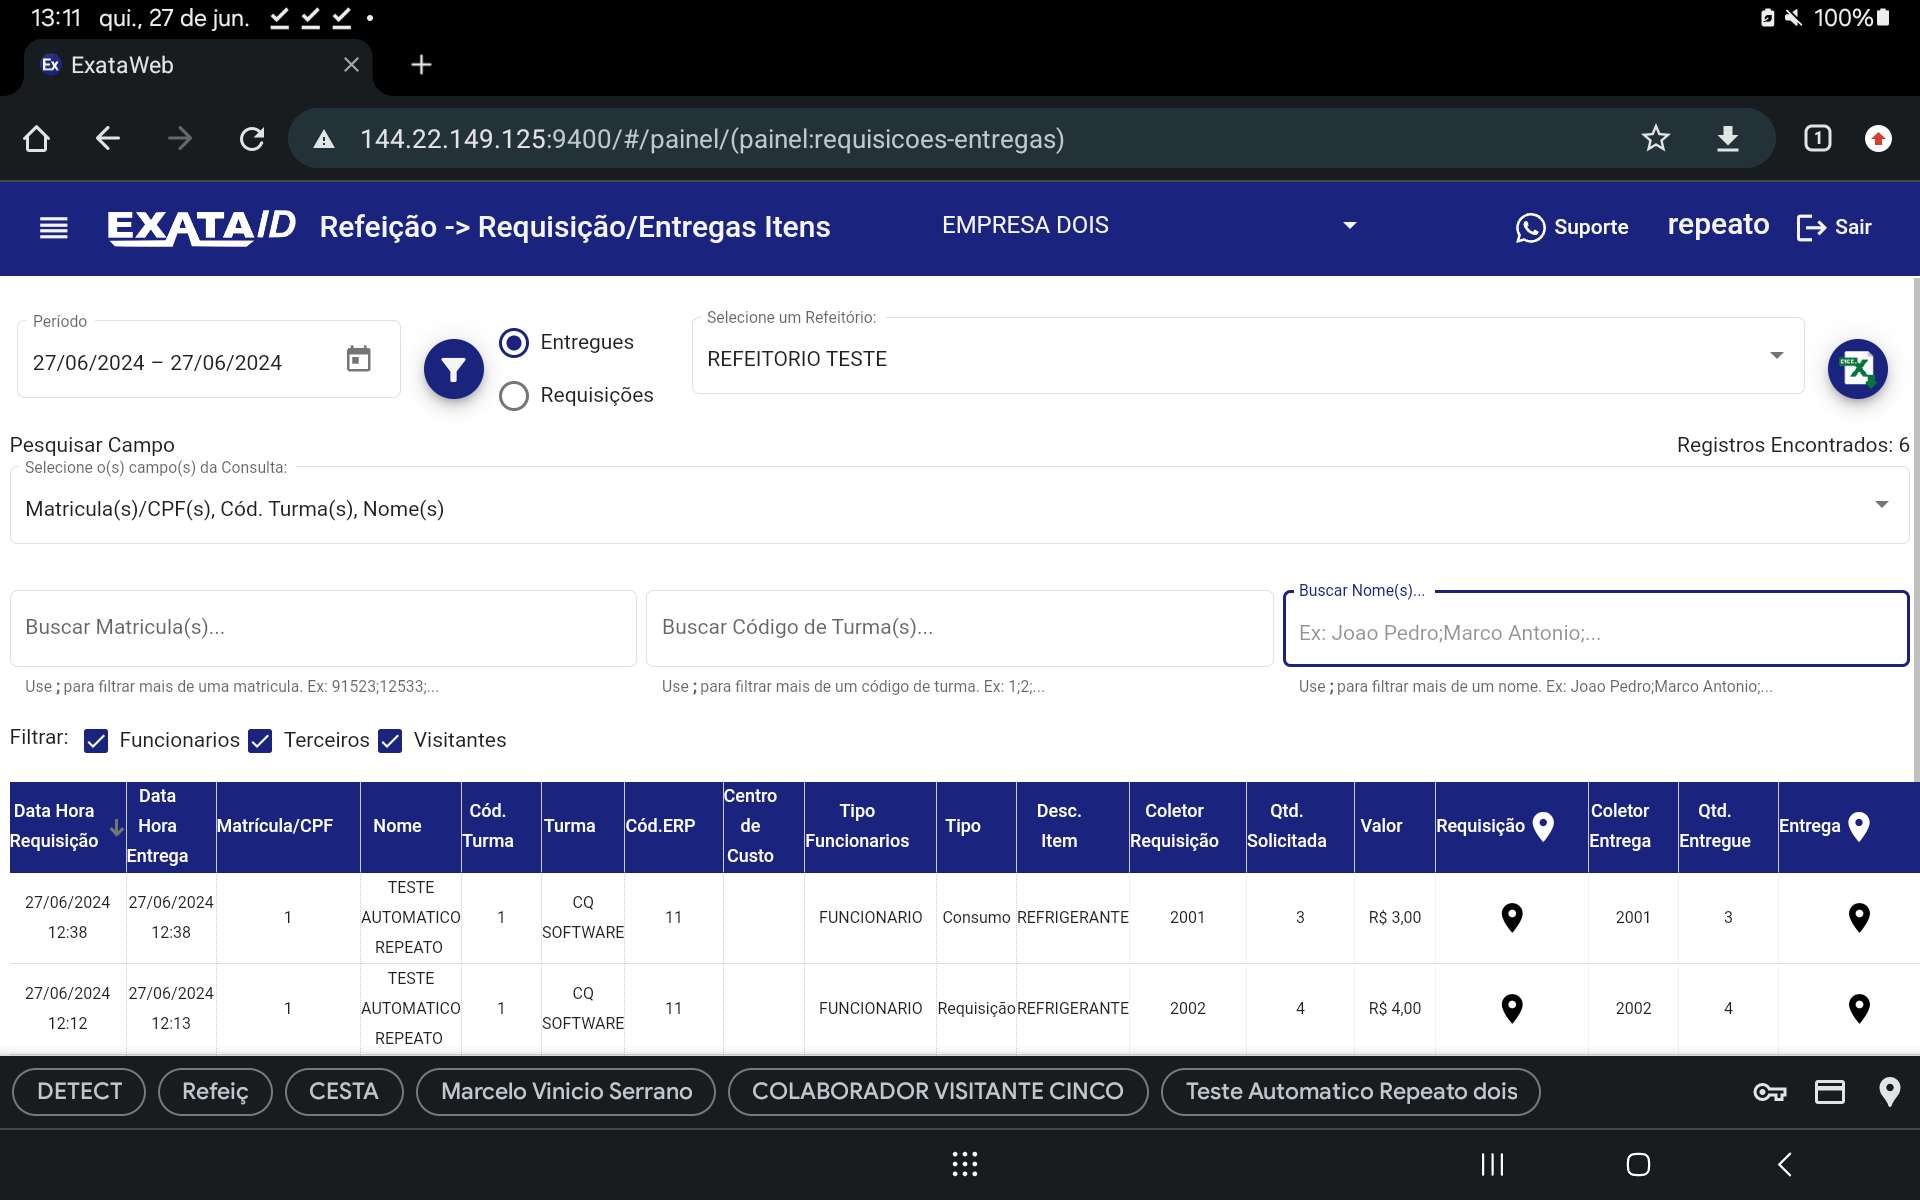 13:11 qui., 27 de jun.
100%
Ex ExataWeb
144.22.149.125:9400/#/painel/(painel:requisicoes-entregas)
1
EXATA/ID Refeição -> Requisição/Entregas Itens EMPRESA DOIS Suporte repeato Sair
Período
27/06/2024 – 27/06/2024
Entregues
Requisições
Selecione um Refeitório:
REFEITORIO TESTE
Pesquisar Campo
Registros Encontrados: 6
Selecione o(s) campo(s) da Consulta:
Matricula(s)/CPF(s), Cód. Turma(s), Nome(s)
Buscar Matricula(s)...
Buscar Código de Turma(s)...
Buscar Nome(s)...
Ex: Joao Pedro;Marco Antonio;...
Use ; para filtrar mais de uma matricula. Ex: 91523;12533;...
Use ; para filtrar mais de um código de turma. Ex: 1;2;...
Use ; para filtrar mais de um nome. Ex: Joao Pedro;Marco Antonio;...
Filtrar: Funcionarios Terceiros Visitantes
Data Hora Requisição Data Hora Entrega Matrícula/CPF Nome Cód. Turma Turma Cód.ERP Centro de Custo Tipo Funcionarios Tipo Desc. Item Coletor Requisição Qtd. Solicitada Valor Requisição Coletor Entrega Qtd. Entregue Entrega
27/06/2024 12:38 27/06/2024 12:38 1 TESTE AUTOMATICO REPEATO 1 CQ SOFTWARE 11 FUNCIONARIO Consumo REFRIGERANTE 2001 3 R$ 3,00 2001 3
27/06/2024 12:12 27/06/2024 12:13 1 TESTE AUTOMATICO REPEATO 1 CQ SOFTWARE 11 FUNCIONARIO Requisição REFRIGERANTE 2002 4 R$ 4,00 2002 4
DETECT Refeiç CESTA Marcelo Vinicio Serrano COLABORADOR VISITANTE CINCO Teste Automatico Repeato dois